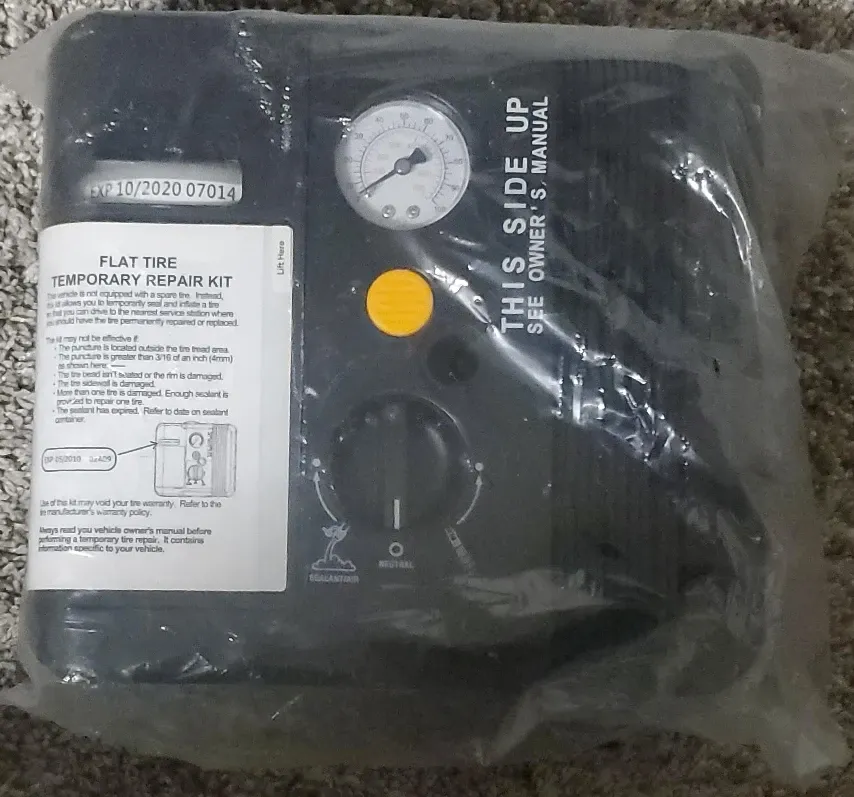 EXP 10/2020 07014
FLAT TIRE
TEMPORARY REPAIR KIT
Lift Here
vehicle is not equipped with a spare tire. Instead,
kit allows you to temporarily seal and inflate a tire
so that you can drive to the nearest service station where
you should have the tire permanently repaired or replaced.
The kit may not be effective if:
• The puncture is located outside the tire tread area.
• The puncture is greater than 3/16 of an inch (4mm)
as shown here: —
• The tire bead isn't seated or the rim is damaged.
• The tire sidewall is damaged.
• More than one tire is damaged. Enough sealant is
provided to repair one tire.
• The sealant has expired. Refer to date on sealant
container.
EXP 05/2010
Use of this kit may void your tire warranty. Refer to the
tire manufacturer's warranty policy.
Always read you vehicle owner's manual before
performing a temporary tire repair. It contains
information specific to your vehicle.
THIS SIDE UP
SEE OWNER'S MANUAL
SEALANT/AIR
NEUTRAL